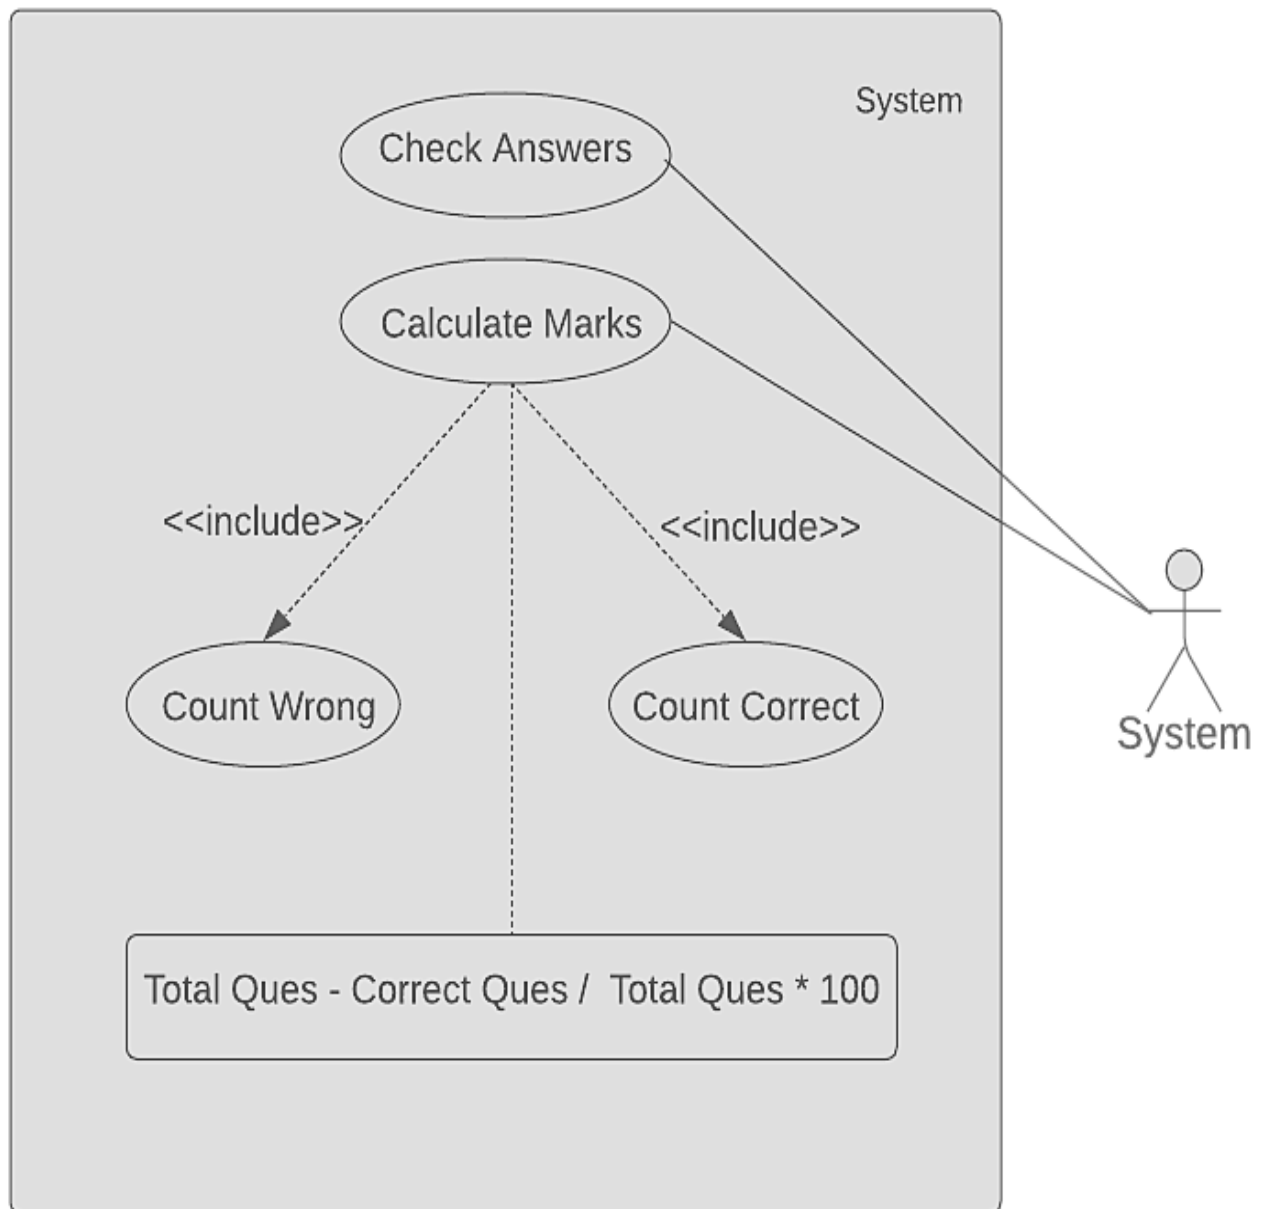 System
Check Answers
Calculate Marks
<<include>>
<<include>>
Count Wrong
Count Correct
System
Total Ques - Correct Ques /  Total Ques * 100